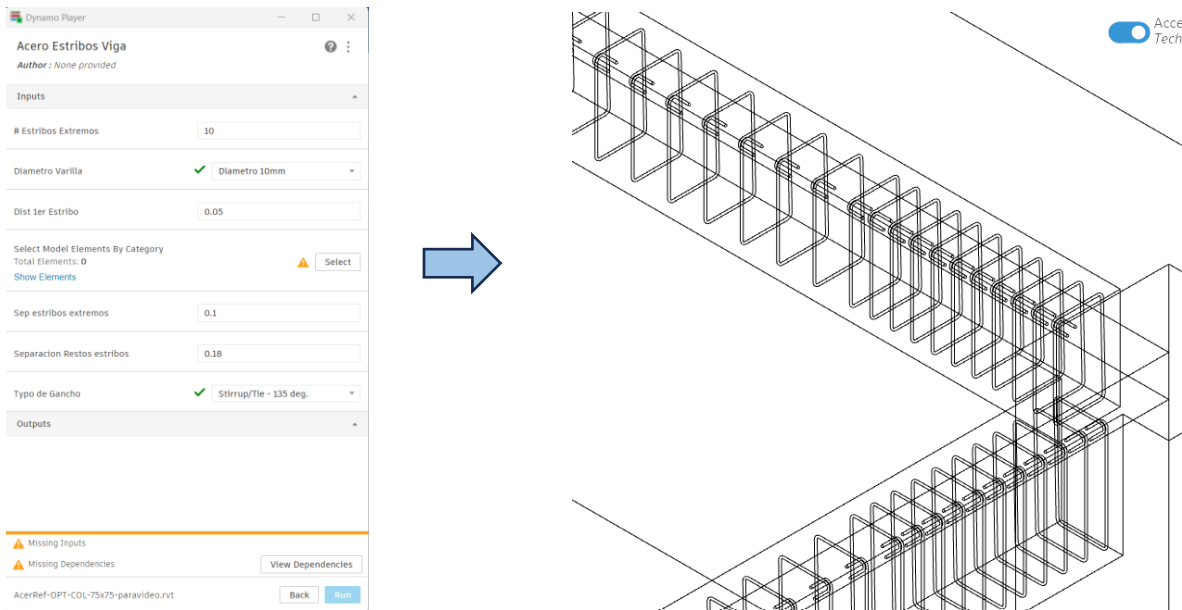 Dynamo Player
Acero Estribos Viga
Author : None provided
Inputs
# Estribos Extremos
10
Diametro Varilla
Diametro 10mm
Dist 1er Estribo
0.05
Select Model Elements By Category
Total Elements: 0
Select
Show Elements
Sep estribos extremos
0.1
Separacion Restos estribos
0.18
Typo de Gancho
Stirrup/Tie - 135 deg.
Outputs
Missing Inputs
Missing Dependencies
View Dependencies
AcerRef-OPT-COL-75x75-paravideo.rvt
Back
Run
Acce
Tech